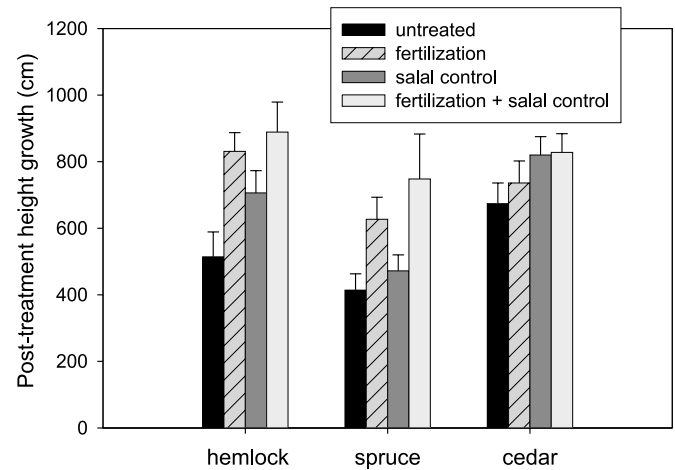 untreated
fertilization
salal control
fertilization + salal control
Post-treatment height growth (cm)
1200
1000
800
600
400
200
0
hemlock spruce cedar